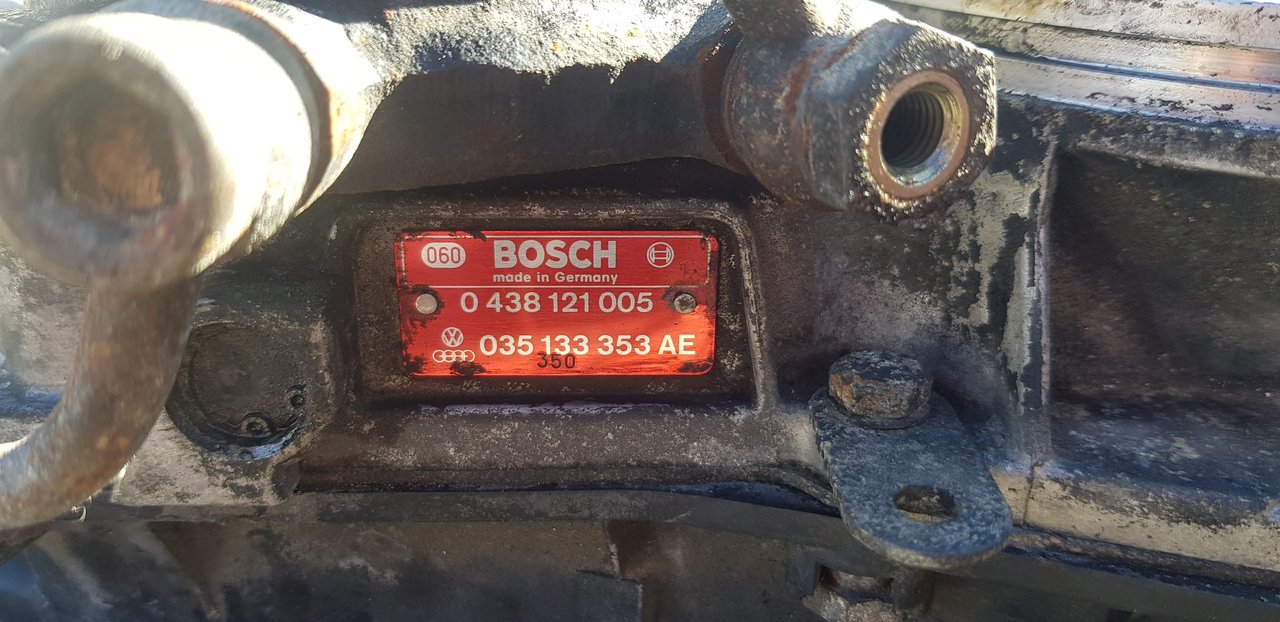 060 BOSCH
made in Germany
0 438 121 005
035 133 353 AE
350